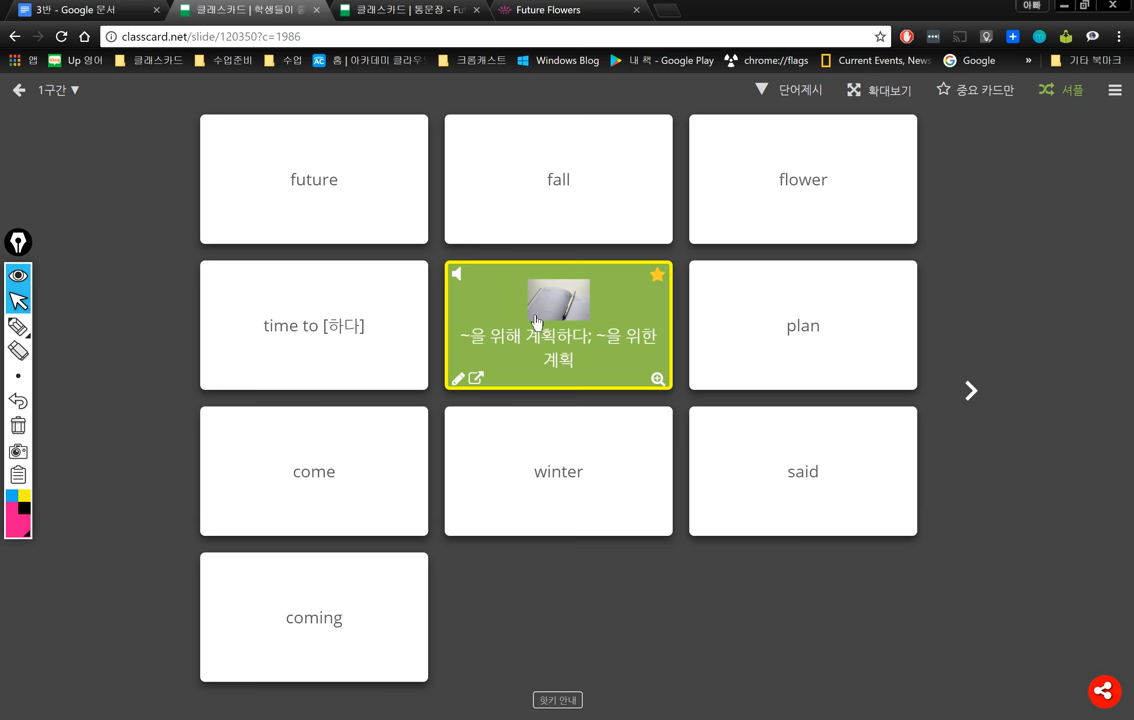 3반 - Google 문서
클래스카드 | 학생들이
클래스카드 | 통문장 - Fu
Future Flowers
아빠
classcard.net/slide/120350?c=1986
앱
Up 영어
클래스카드
수업준비
수업
홈 | 아카데미 클라우
크롬캐스트
Windows Blog
내 책 - Google Play
chrome://flags
Current Events, News
Google
»
기타 북마크
1구간 ▼
단어제시
확대보기
중요 카드만
셔플
future
fall
flower
time to [하다]
~을 위해 계획하다; ~을 위한
계획
plan
come
winter
said
coming
핫키 안내